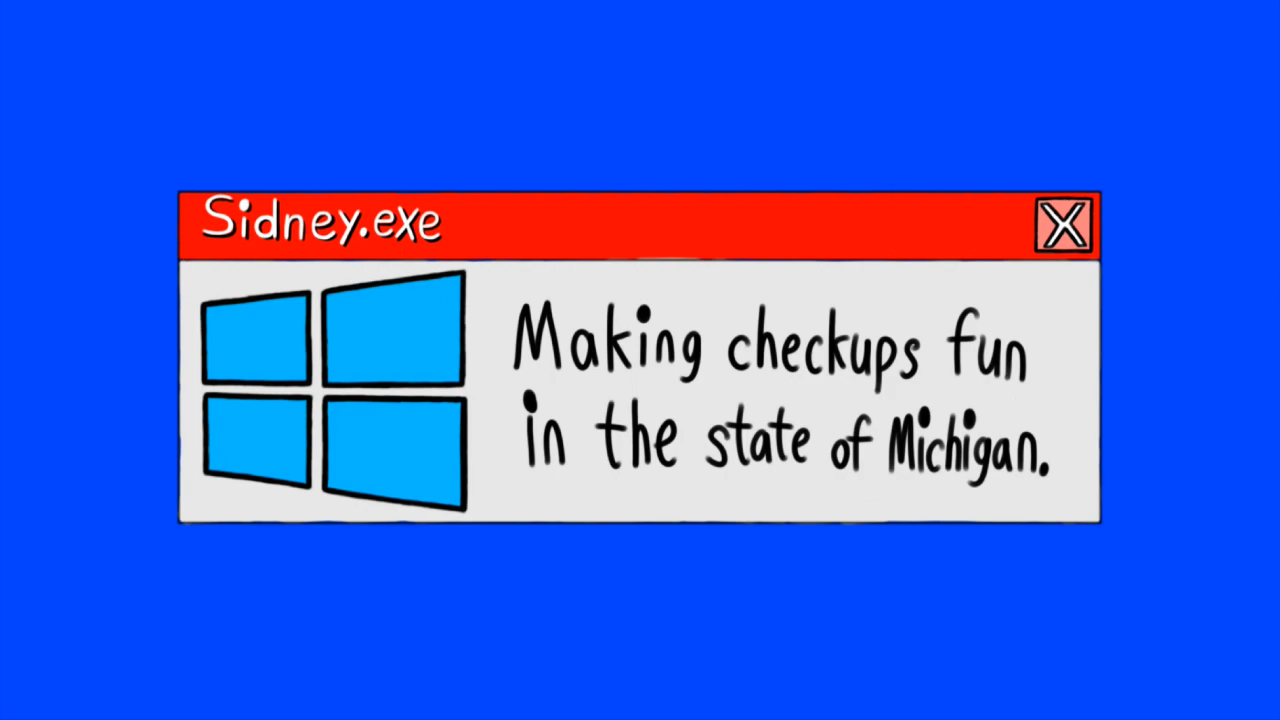 Sidney.exe
X
Making checkups fun
in the state of Michigan.